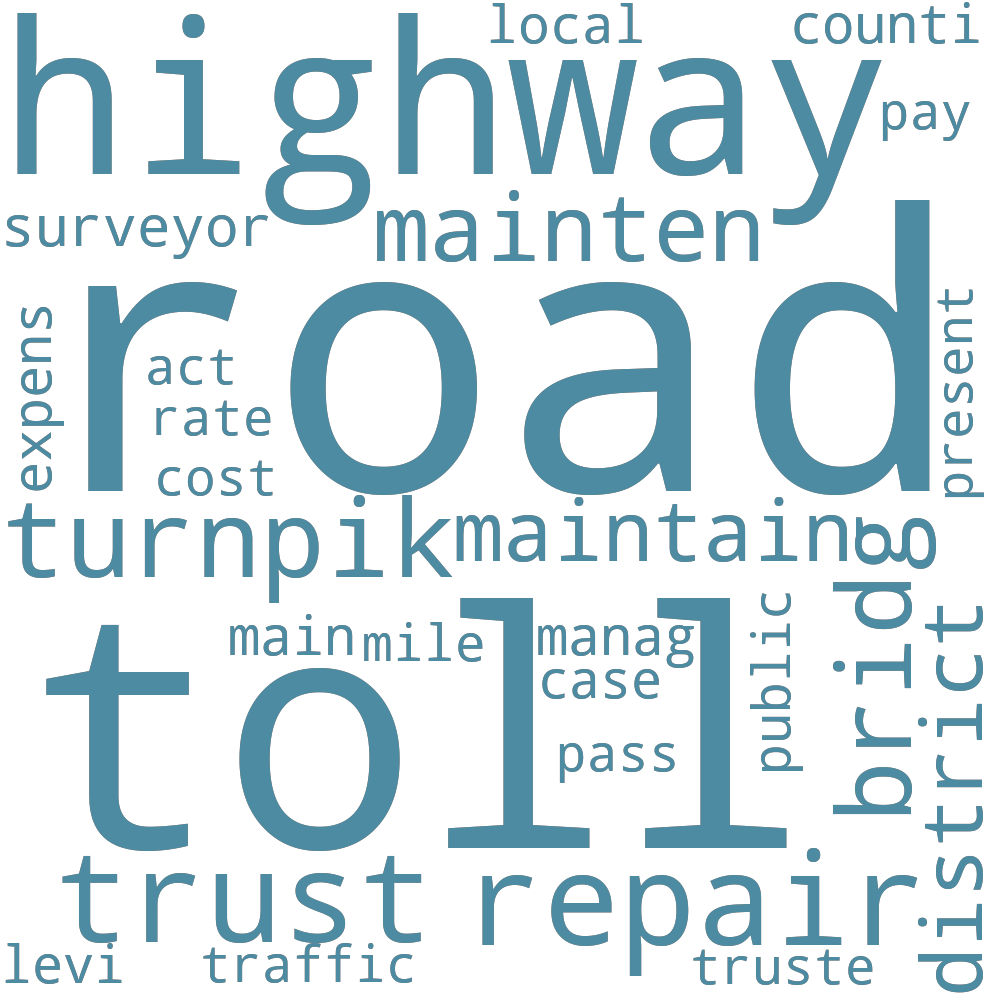 local
counti
highway
pay
surveyor
mainten
road
expens
act
rate
cost
present
turnpik
maintain
bridg
toll
main
mile
manag
case
pass
public
district
trust
repair
levi
traffic
truste